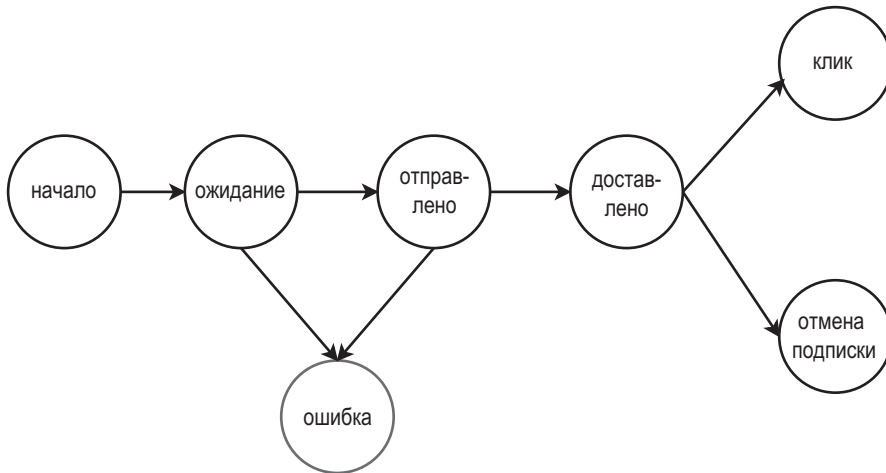 начало
ожидание
отправ-
лено
достав-
лено
клик
отмена
подписки
ошибка